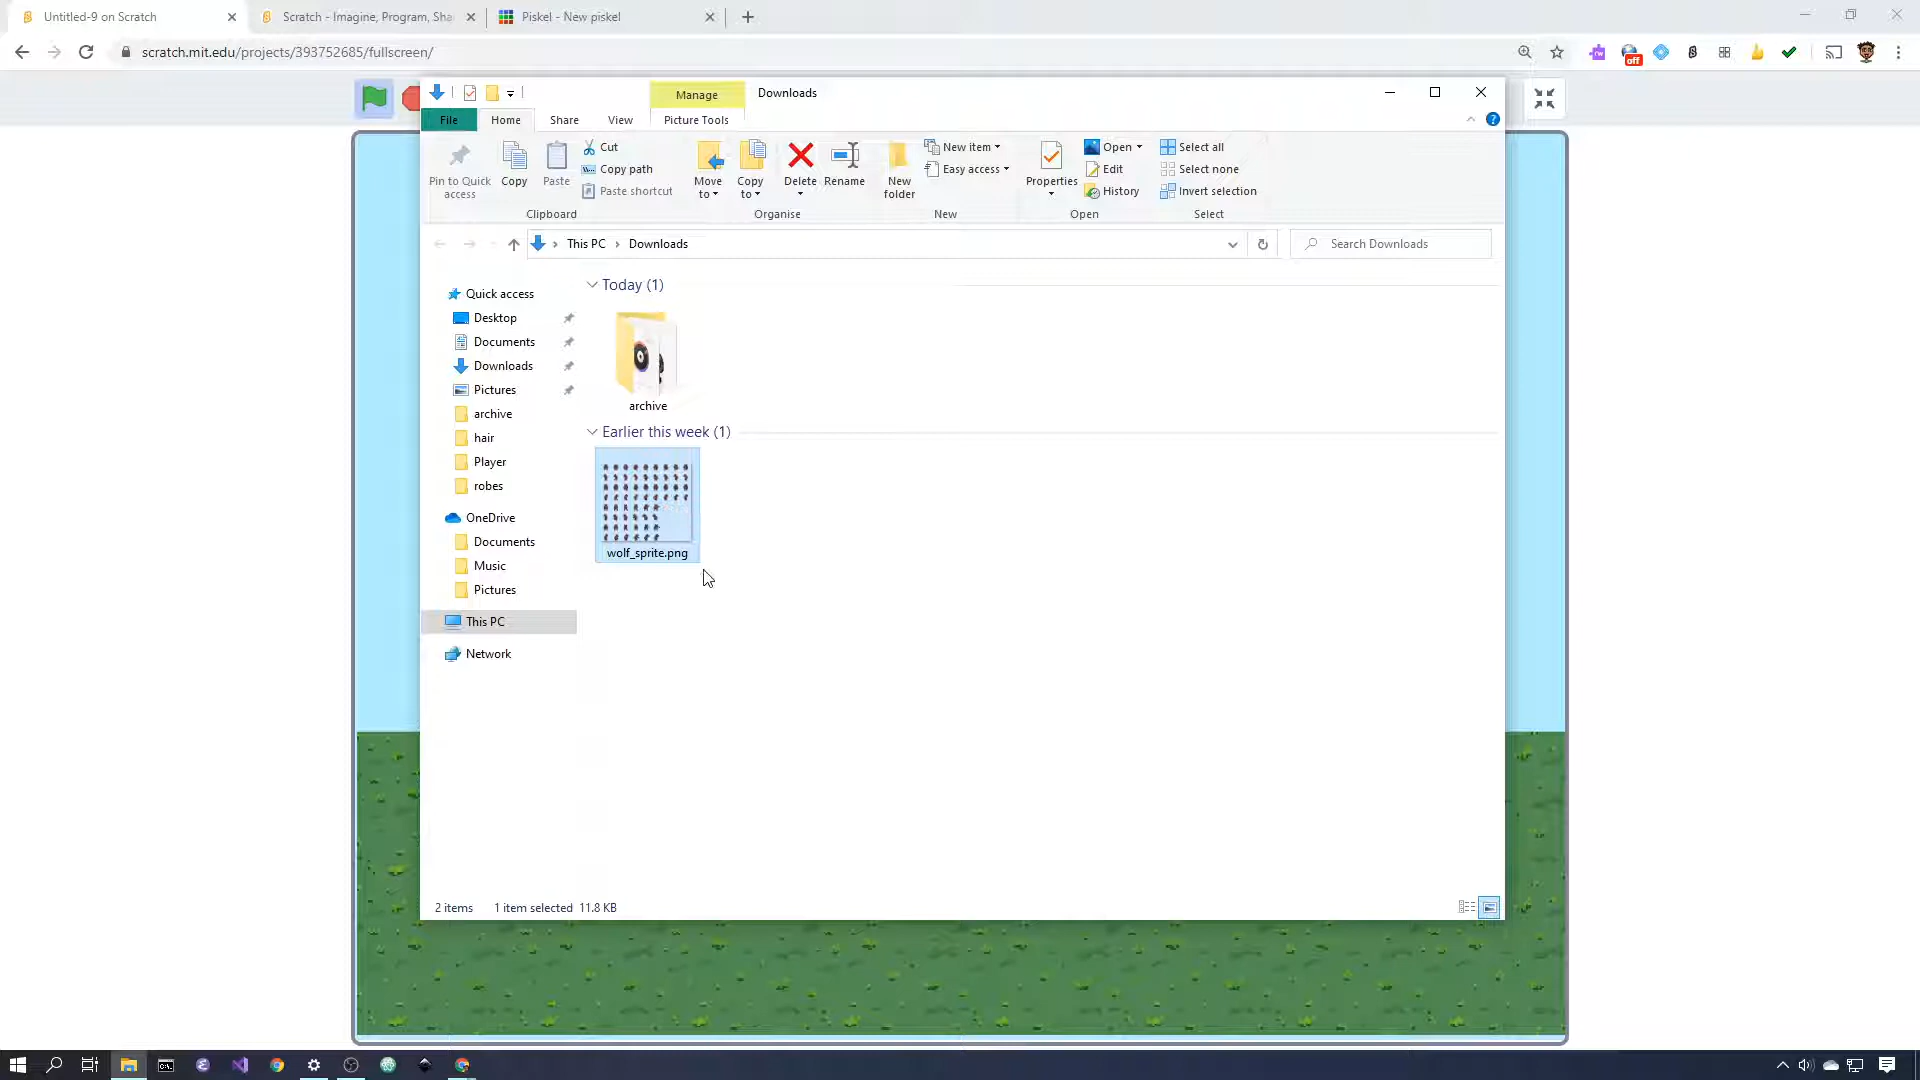 Untitled-9 on Scratch
Scratch - Imagine, Program, Sha
Piskel - New piskel
scratch.mit.edu/projects/393752685/fullscreen/
off
Manage
Downloads
File
Home
Share
View
Picture Tools
Pin to Quick access
Copy
Paste
Cut
Copy path
Paste shortcut
Clipboard
Move to
Copy to
Delete
Rename
Organise
New folder
New item
Easy access
New
Properties
Open
Edit
History
Open
Select all
Select none
Invert selection
Select
This PC
Downloads
Search Downloads
Quick access
Desktop
Documents
Downloads
Pictures
archive
hair
Player
robes
OneDrive
Documents
Music
Pictures
This PC
Network
Today (1)
archive
Earlier this week (1)
wolf_sprite.png
2 items
1 item selected 11.8 KB